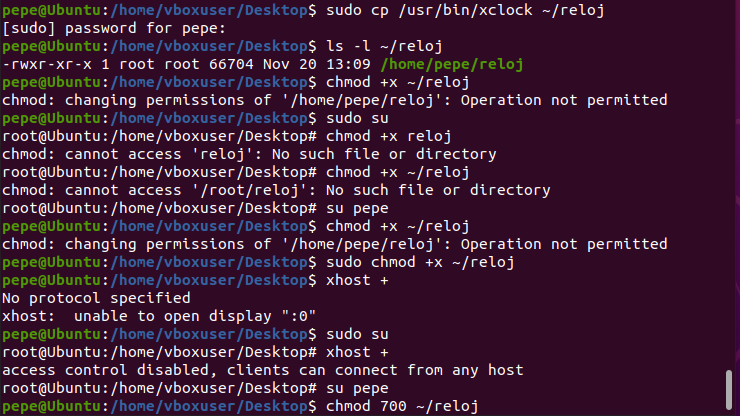 pepe@Ubuntu:/home/vboxuser/Desktop$ sudo cp /usr/bin/xclock ~/reloj
[sudo] password for pepe:
pepe@Ubuntu:/home/vboxuser/Desktop$ ls -l ~/reloj
-rwxr-xr-x 1 root root 66704 Nov 20 13:09 /home/pepe/reloj
pepe@Ubuntu:/home/vboxuser/Desktop$ chmod +x ~/reloj
chmod: changing permissions of '/home/pepe/reloj': Operation not permitted
pepe@Ubuntu:/home/vboxuser/Desktop$ sudo su
root@Ubuntu:/home/vboxuser/Desktop# chmod +x reloj
chmod: cannot access 'reloj': No such file or directory
root@Ubuntu:/home/vboxuser/Desktop# chmod +x ~/reloj
chmod: cannot access '/root/reloj': No such file or directory
root@Ubuntu:/home/vboxuser/Desktop# su pepe
pepe@Ubuntu:/home/vboxuser/Desktop$ chmod +x ~/reloj
chmod: changing permissions of '/home/pepe/reloj': Operation not permitted
pepe@Ubuntu:/home/vboxuser/Desktop$ sudo chmod +x ~/reloj
pepe@Ubuntu:/home/vboxuser/Desktop$ xhost +
No protocol specified
xhost:  unable to open display ":0"
pepe@Ubuntu:/home/vboxuser/Desktop$ sudo su
root@Ubuntu:/home/vboxuser/Desktop# xhost +
access control disabled, clients can connect from any host
root@Ubuntu:/home/vboxuser/Desktop# su pepe
pepe@Ubuntu:/home/vboxuser/Desktop$ chmod 700 ~/reloj